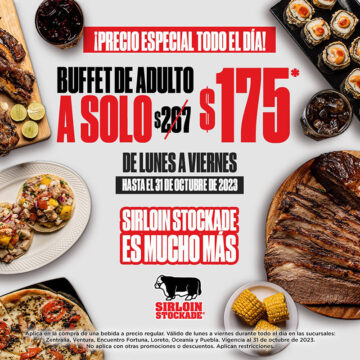 ¡PRECIO ESPECIAL TODO EL DÍA!
BUFFET DE ADULTO
A SOLO $207 $175*
DE LUNES A VIERNES
HASTA EL 31 DE OCTUBRE DE 2023
SIRLOIN STOCKADE
ES MUCHO MÁS
SIRLOIN
STOCKADE
Aplica en la compra de una bebida a precio regular. Válido de lunes a viernes durante todo el día en las sucursales:
Zentralia, Ventura, Encuentro Fortuna, Loreto, Oceanía y Puebla. Vigencia al 31 de octubre de 2023.
No aplica con otras promociones o descuentos. Aplican restricciones.